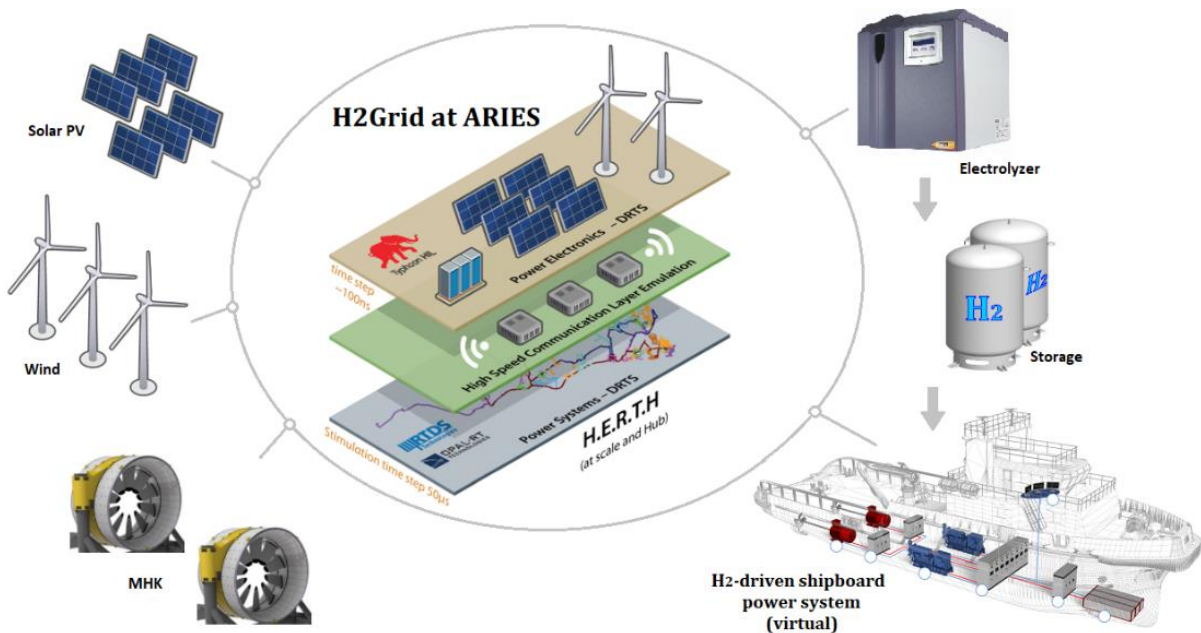 Solar PV
Wind
MHK
H2Grid at ARIES
Typhoon HIL
Power Electronics – DRTS
time step
~100ns
High Speed Communication Layer Emulation
Power Systems – DRTS
RTDS
Technologies
OPAL-RT
TECHNOLOGIES
Stimulation time step 50µs
H.E.R.T.H
(at scale and Hub)
Electrolyzer
H2
H2
Storage
H2-driven shipboard
power system
(virtual)